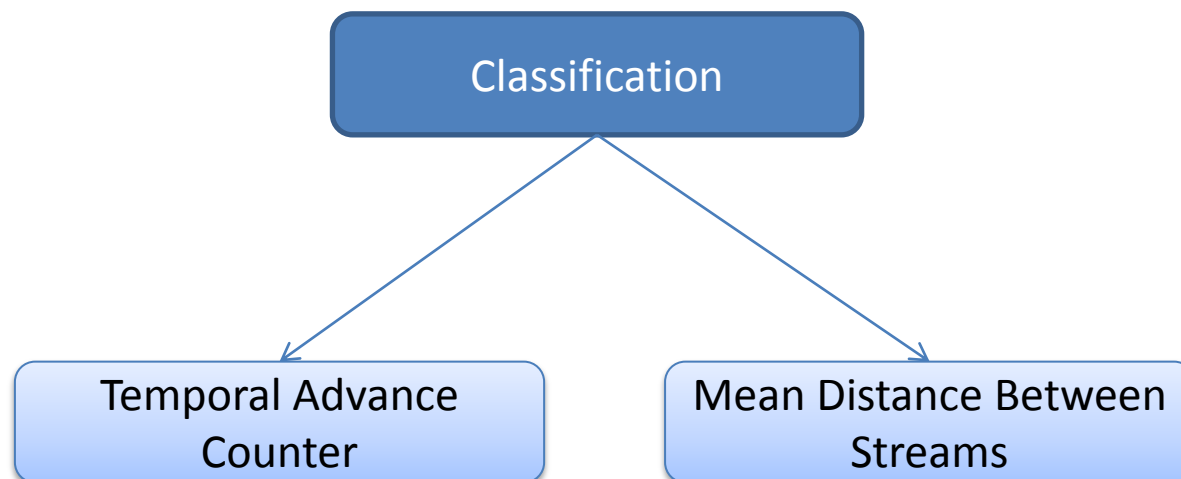 Classification
Temporal Advance
Counter
Mean Distance Between
Streams